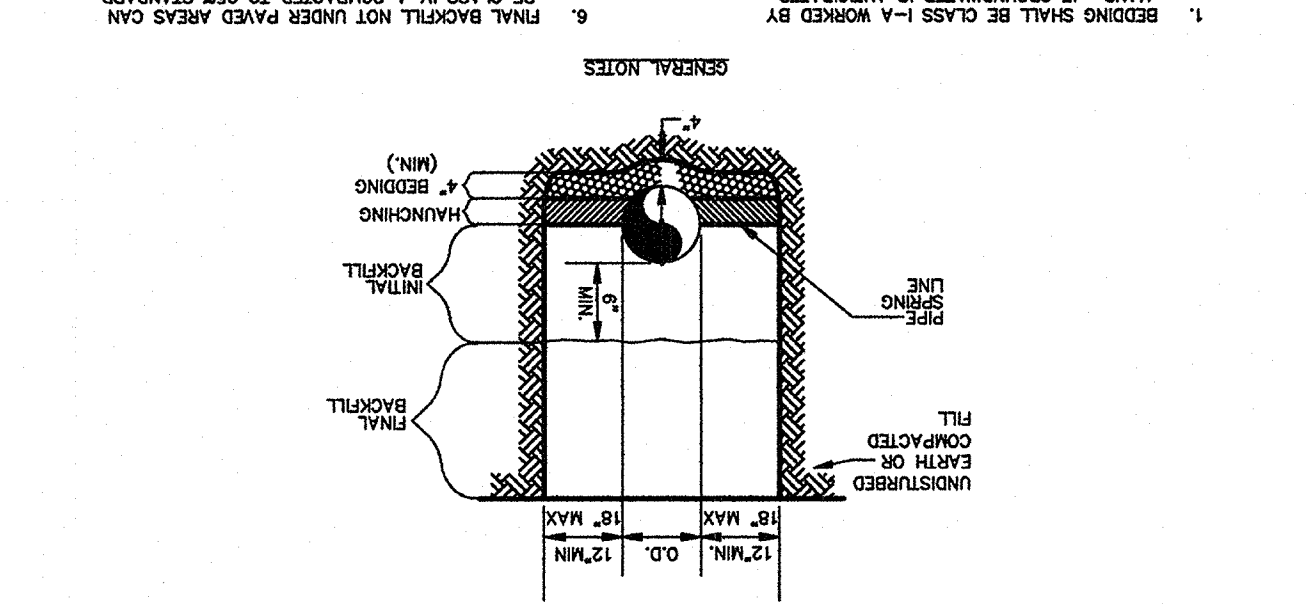 12"MIN.
O.D.
12"MIN
18" MAX
18" MAX
UNDISTURBED
EARTH OR
COMPACTED
FILL
FINAL
BACKFILL
PIPE
SPRING
LINE
6"
MIN.
INITIAL
BACKFILL
HAUNCHING
4" BEDDING
(MIN.)
4"
GENERAL NOTES
1. BEDDING SHALL BE CLASS I-A WORKED BY
6. FINAL BACKFILL NOT UNDER PAVED AREAS CAN